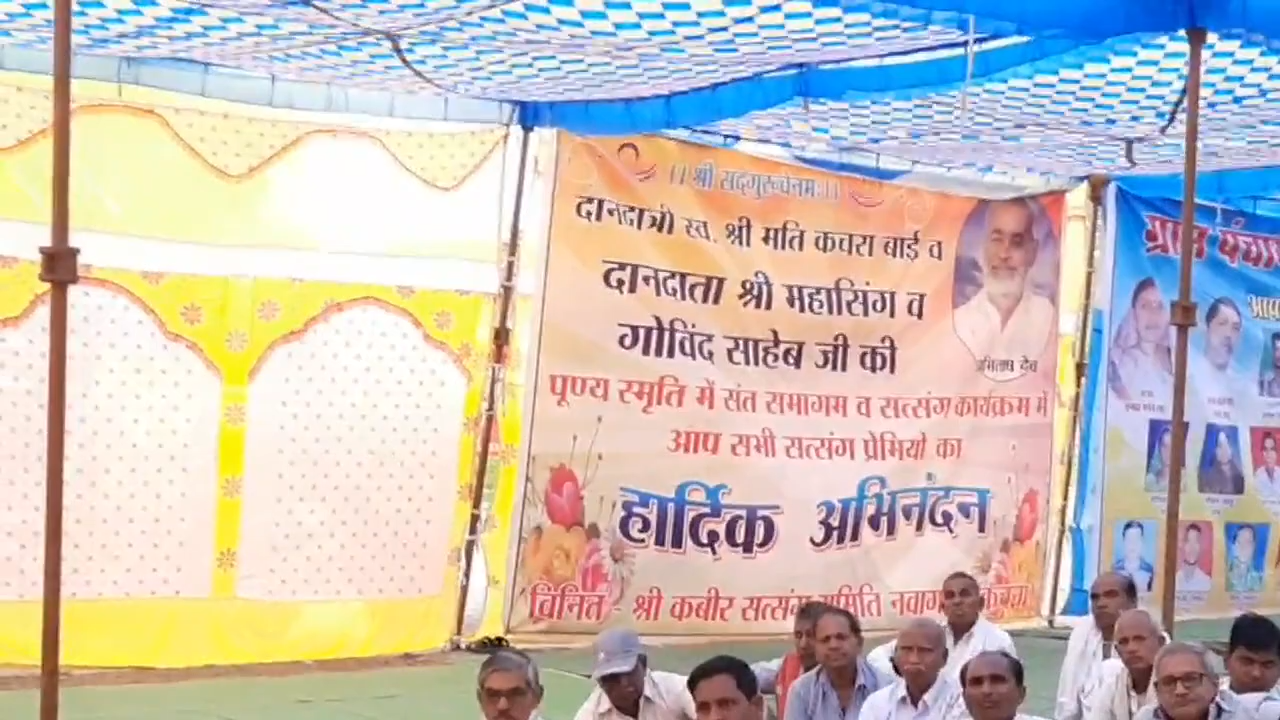 ।। श्री सद्गुरूवेनमः ।।
दानदात्री स्व. श्री मति कचरा बाई व
दानदाता श्री महासिंग व
गोविंद साहेब जी की
पूण्य स्मृति में संत समागम व सत्संग कार्यक्रम में
आप सभी सत्संग प्रेमियो का
हार्दिक अभिनंदन
विनित - श्री कबीर सत्संग समिति
देव
ग्राम